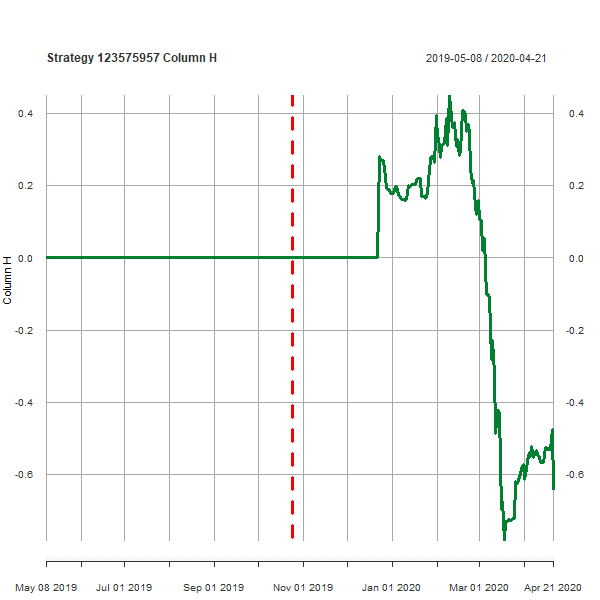 Strategy 123575957 Column H
2019-05-08 / 2020-04-21
0.4
0.4
0.2
0.2
0.0
0.0
Column H
-0.2
-0.2
-0.4
-0.4
-0.6
-0.6
May 08 2019
Jul 01 2019
Sep 01 2019
Nov 01 2019
Jan 01 2020
Mar 01 2020
Apr 21 2020